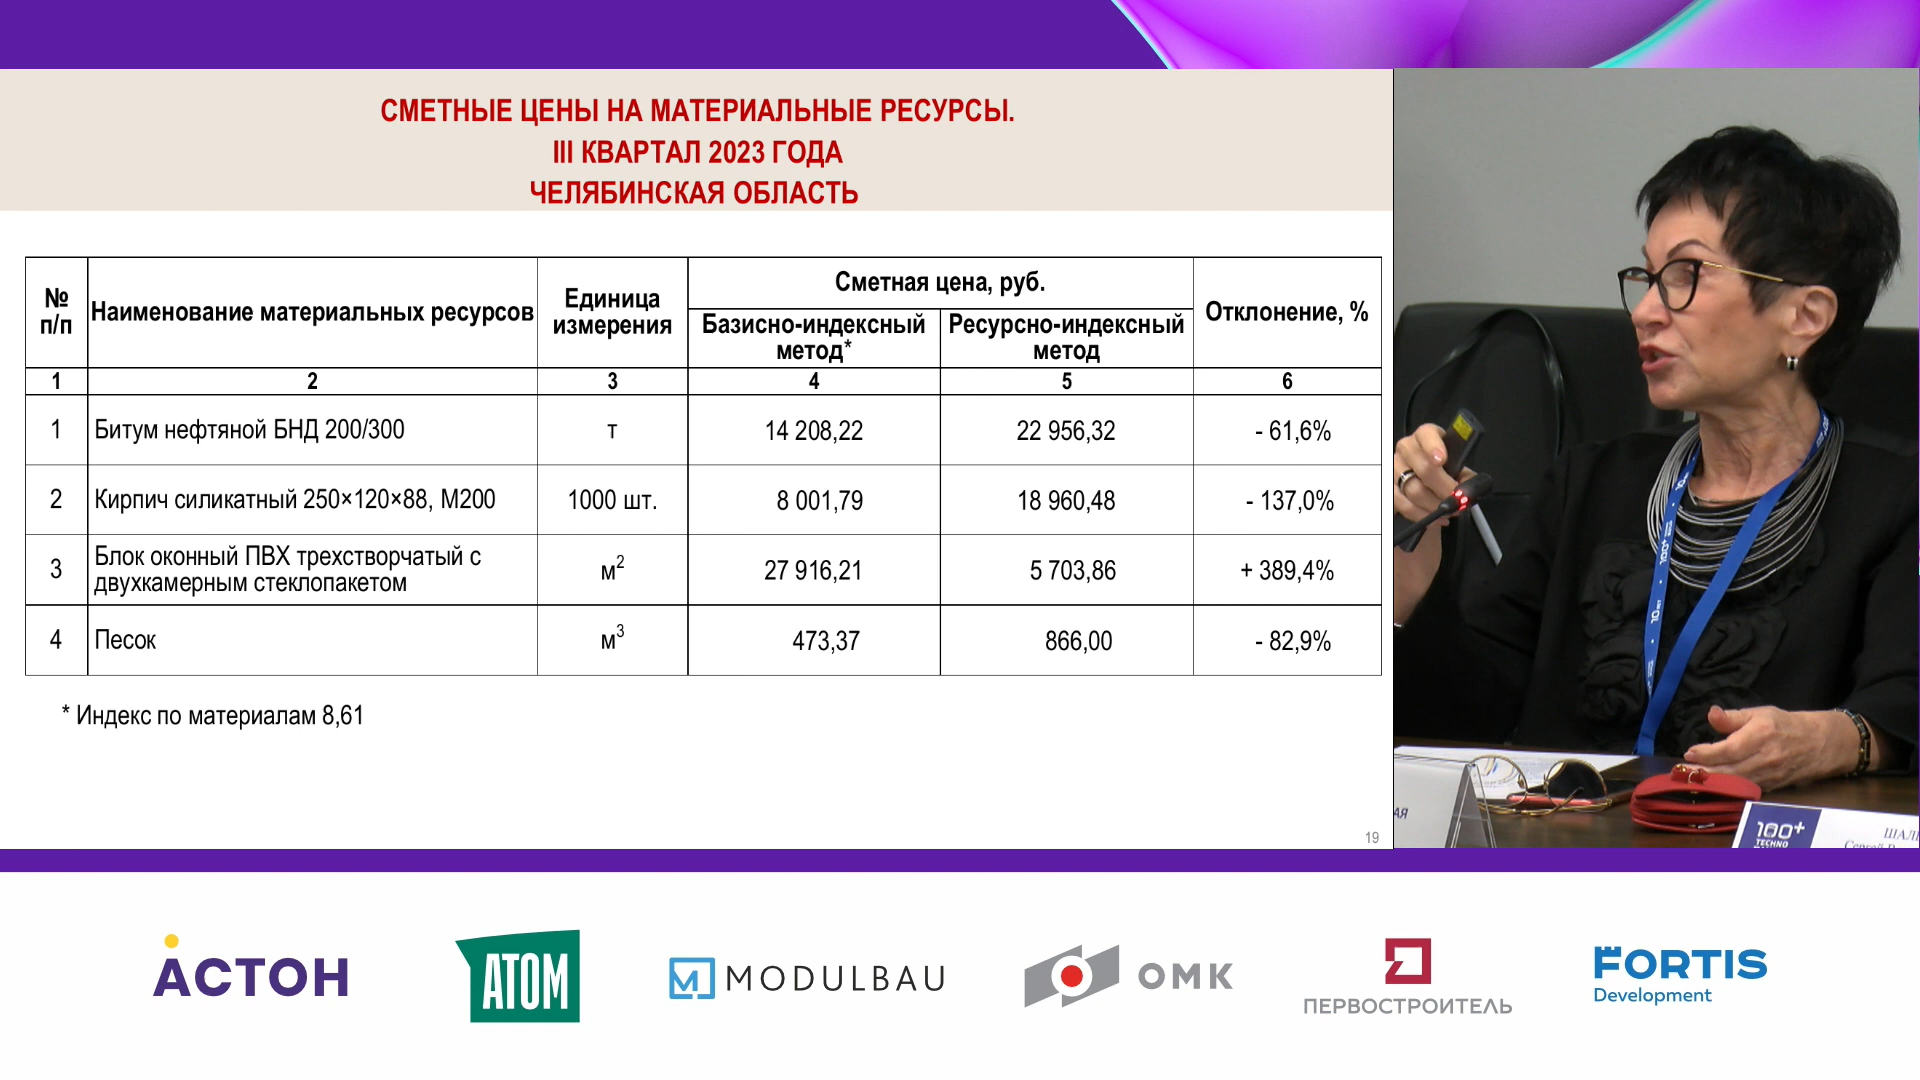 СМЕТНЫЕ ЦЕНЫ НА МАТЕРИАЛЬНЫЕ РЕСУРСЫ.
III КВАРТАЛ 2023 ГОДА
ЧЕЛЯБИНСКАЯ ОБЛАСТЬ
№ п/п
Наименование материальных ресурсов
Единица измерения
Сметная цена, руб.
Базисно-индексный метод*
Ресурсно-индексный метод
Отклонение, %
1 2 3 4 5 6
1 Битум нефтяной БНД 200/300 т 14 208,22 22 956,32 - 61,6%
2 Кирпич силикатный 250×120×88, М200 1000 шт. 8 001,79 18 960,48 - 137,0%
3 Блок оконный ПВХ трехстворчатый с двухкамерным стеклопакетом м² 27 916,21 5 703,86 + 389,4%
4 Песок м³ 473,37 866,00 - 82,9%
* Индекс по материалам 8,61
19
100+
TECHNO
АСТОН
АТОМ
MODULBAU
ОМК
ПЕРВОСТРОИТЕЛЬ
FORTIS
Development